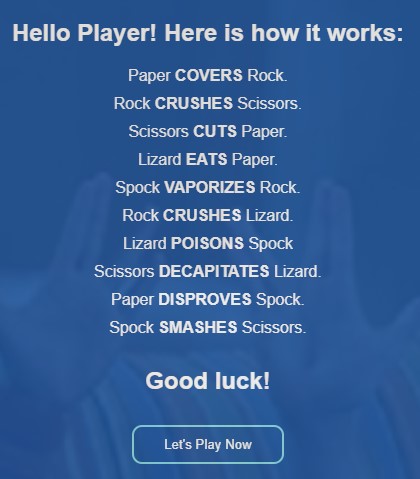 Hello Player! Here is how it works:
Paper COVERS Rock.
Rock CRUSHES Scissors.
Scissors CUTS Paper.
Lizard EATS Paper.
Spock VAPORIZES Rock.
Rock CRUSHES Lizard.
Lizard POISONS Spock
Scissors DECAPITATES Lizard.
Paper DISPROVES Spock.
Spock SMASHES Scissors.
Good luck!
Let's Play Now